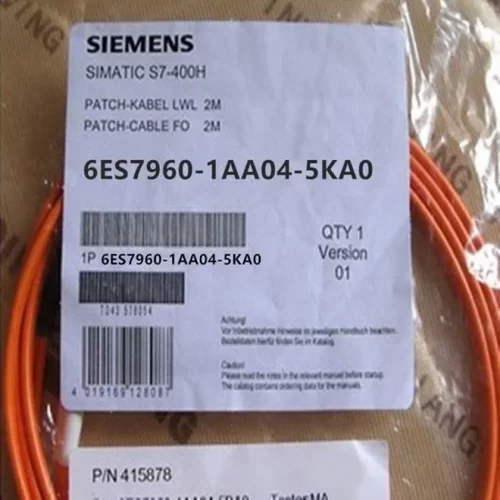 SIEMENS
SIMATIC S7-400H
PATCH-KABEL LWL 2M
PATCH-CABLE FO 2M
6ES7960-1AA04-5KA0
QTY 1
Version
01
1P 6ES7960-1AA04-5KA0
4 019169 128087
Achtung!
Vor Inbetriebnahme Hinweise im jeweiligen Handbuch beachten.
Bestelldaten hierfür finden Sie im Katalog.
Caution!
Please read the notes in the relevant manual before startup.
The catalog contains ordering data for the manuals.
P/N 415878